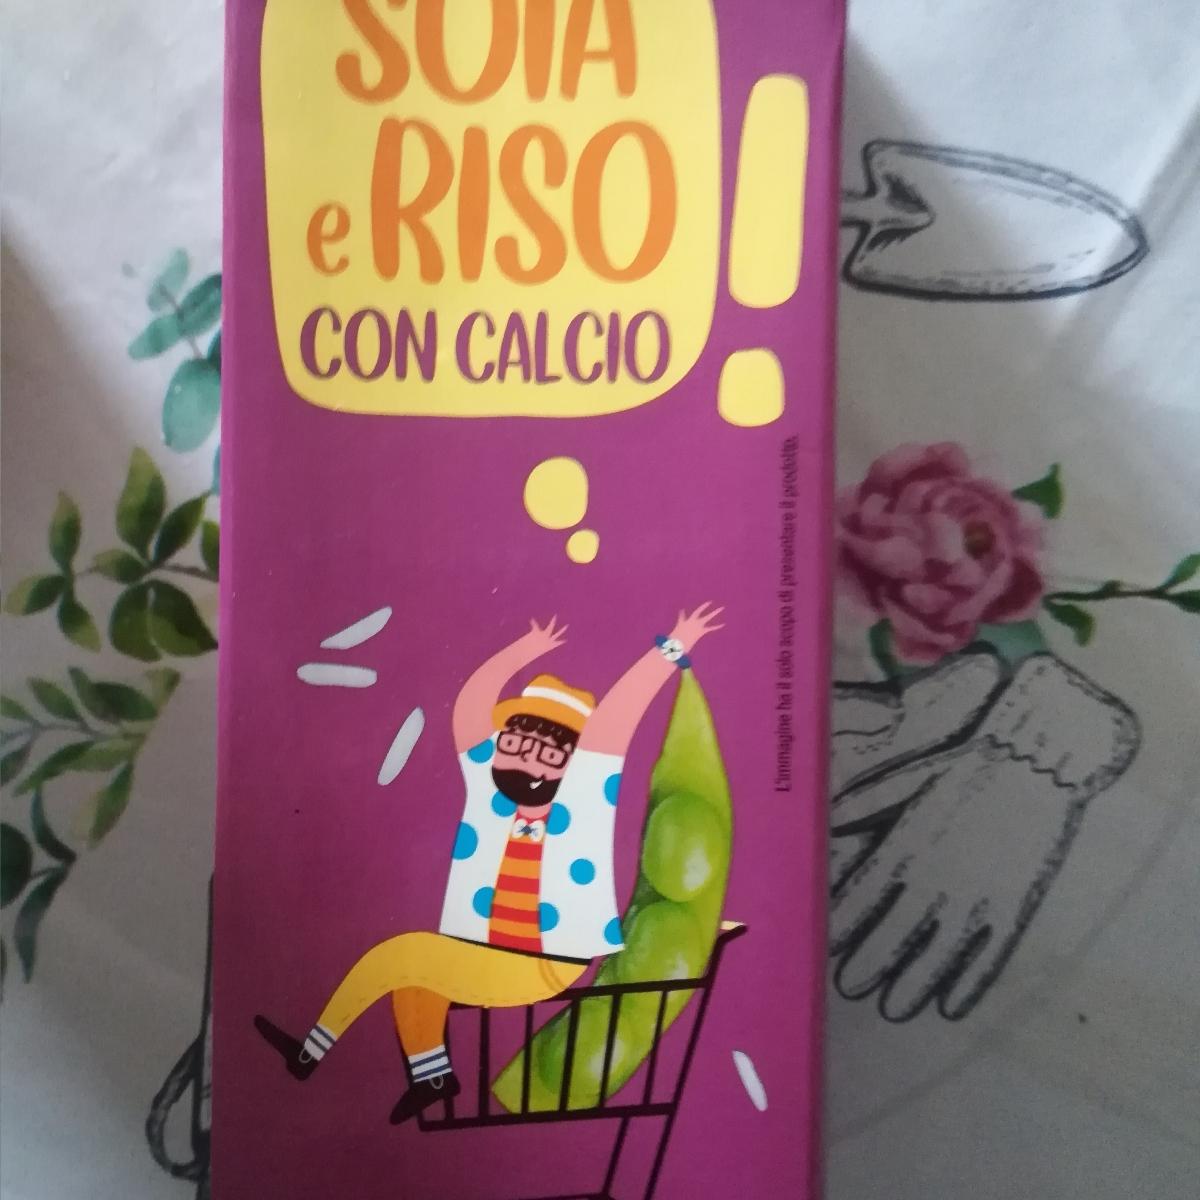 SOIA
e RISO
CON CALCIO
L'immagine ha il solo scopo di presentare il prodotto.